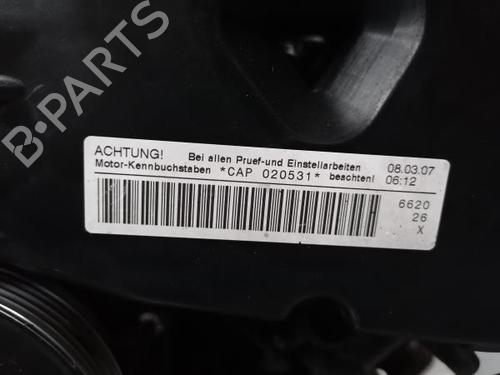 B-PARTS
ACHTUNG! Bei allen Pruef-und Einstellarbeiten 08.03.07
Motor-Kennbuchstaben *CAP 020531* beachten! 06:12
6620
26
X